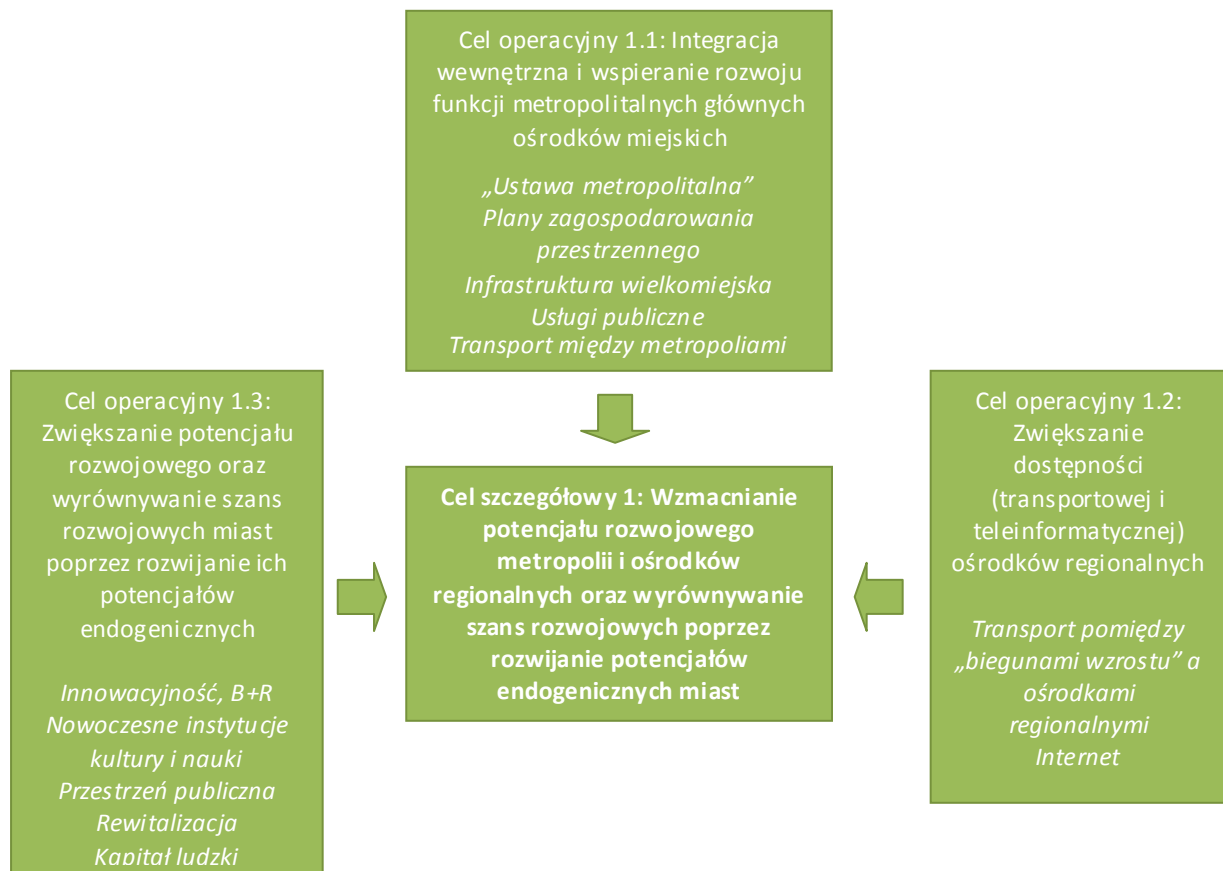 Cel operacyjny 1.1: Integracja
wewnętrzna i wspieranie rozwoju
funkcji metropolitalnych głównych
ośrodków miejskich
„Ustawa metropolitalna”
Plany zagospodarowania
przestrzennego
Infrastruktura wielkomiejska
Usługi publiczne
Transport między metropoliami
Cel operacyjny 1.3:
Zwiększanie potencjału
rozwojowego oraz
wyrównywanie szans
rozwojowych miast
poprzez rozwijanie ich
potencjałów
endogenicznych
Innowacyjność, B+R
Nowoczesne instytucje
kultury i nauki
Przestrzeń publiczna
Rewitalizacja
Kapitał ludzki
Cel szczegółowy 1: Wzmacnianie
potencjału rozwojowego
metropolii i ośrodków
regionalnych oraz wyrównywanie
szans rozwojowych poprzez
rozwijanie potencjałów
endogenicznych miast
Cel operacyjny 1.2:
Zwiększanie
dostępności
(transportowej i
teleinformatycznej)
ośrodków regionalnych
Transport pomiędzy
„biegunami wzrostu” a
ośrodkami
regionalnymi
Internet